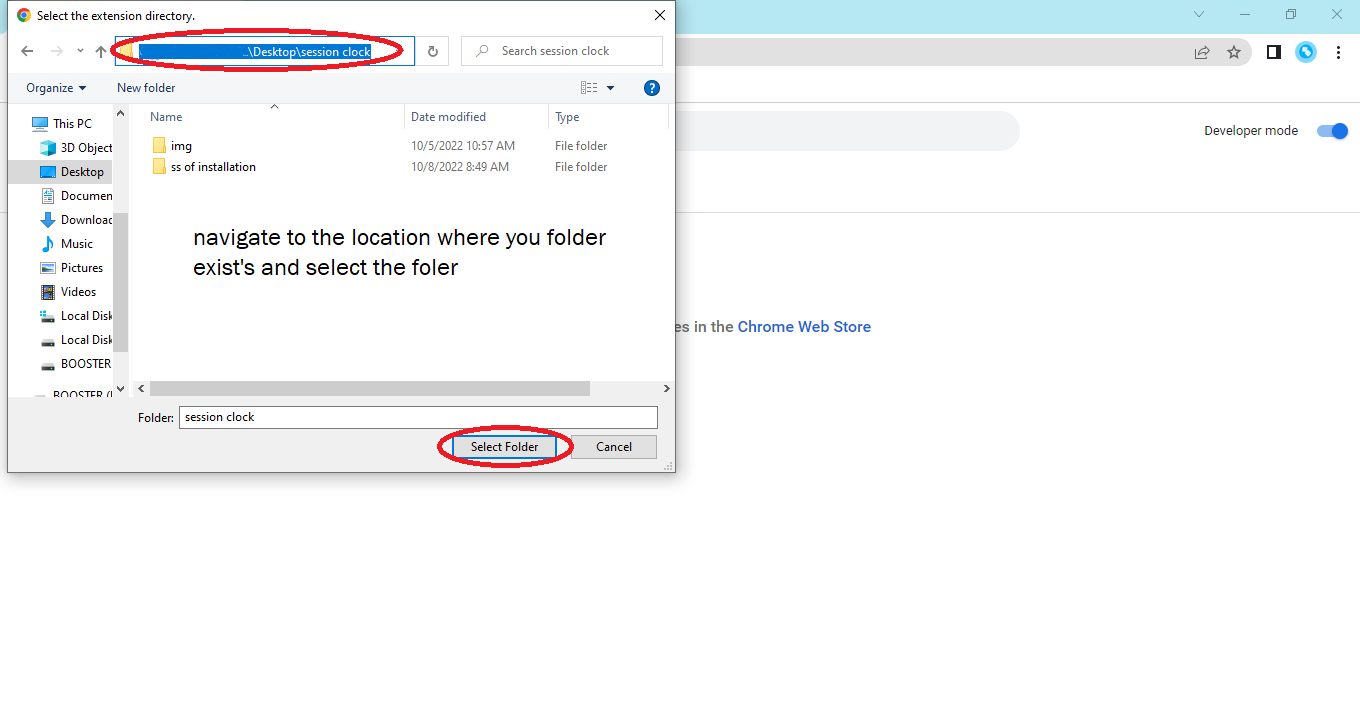 Select the extension directory.
..\Desktop\session clock
Search session clock
Organize
New folder
?
Name
Date modified
Type
This PC
3D Object
Desktop
Documen
Downloac
Music
Pictures
Videos
Local Disk
Local Disk
BOOSTER
BOOSTER (
img
10/5/2022 10:57 AM
File folder
ss of installation
10/8/2022 8:49 AM
File folder
navigate to the location where you folder
exist's and select the foler
Folder:
session clock
Select Folder
Cancel
Developer mode
es in the Chrome Web Store